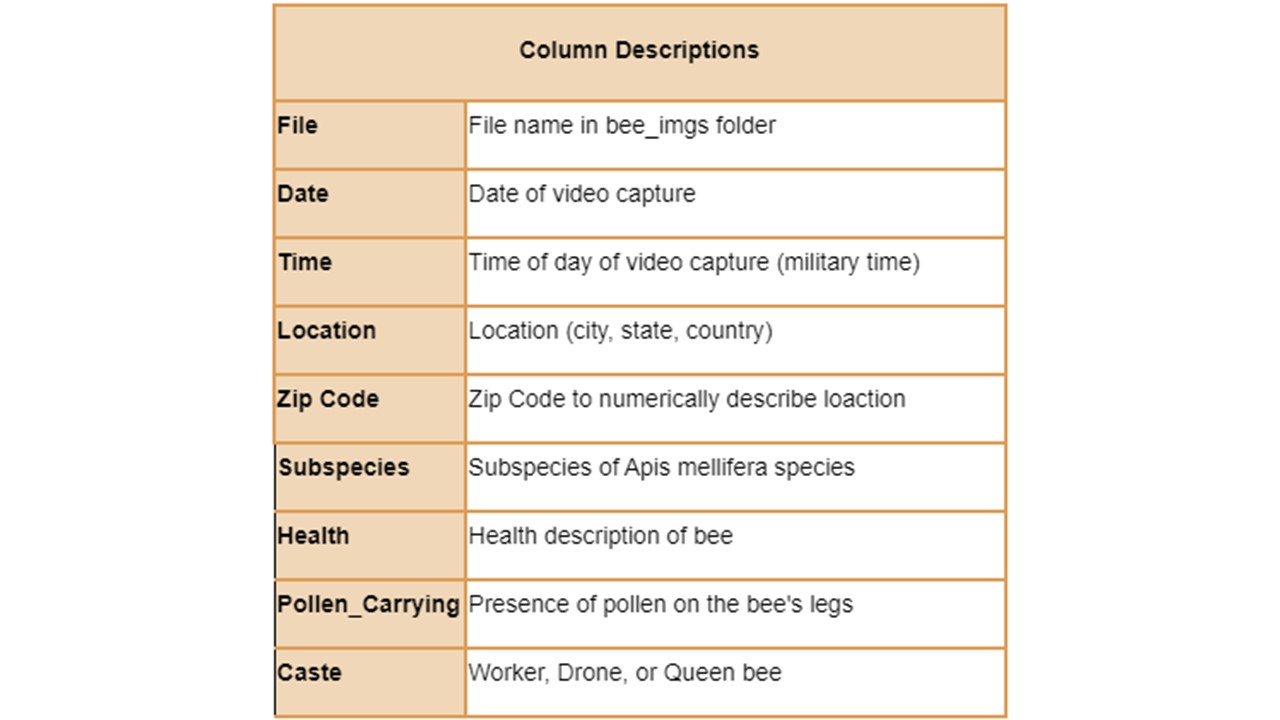 Column Descriptions
File File name in bee_imgs folder
Date Date of video capture
Time Time of day of video capture (military time)
Location Location (city, state, country)
Zip Code Zip Code to numerically describe loaction
Subspecies Subspecies of Apis mellifera species
Health Health description of bee
Pollen_Carrying Presence of pollen on the bee's legs
Caste Worker, Drone, or Queen bee